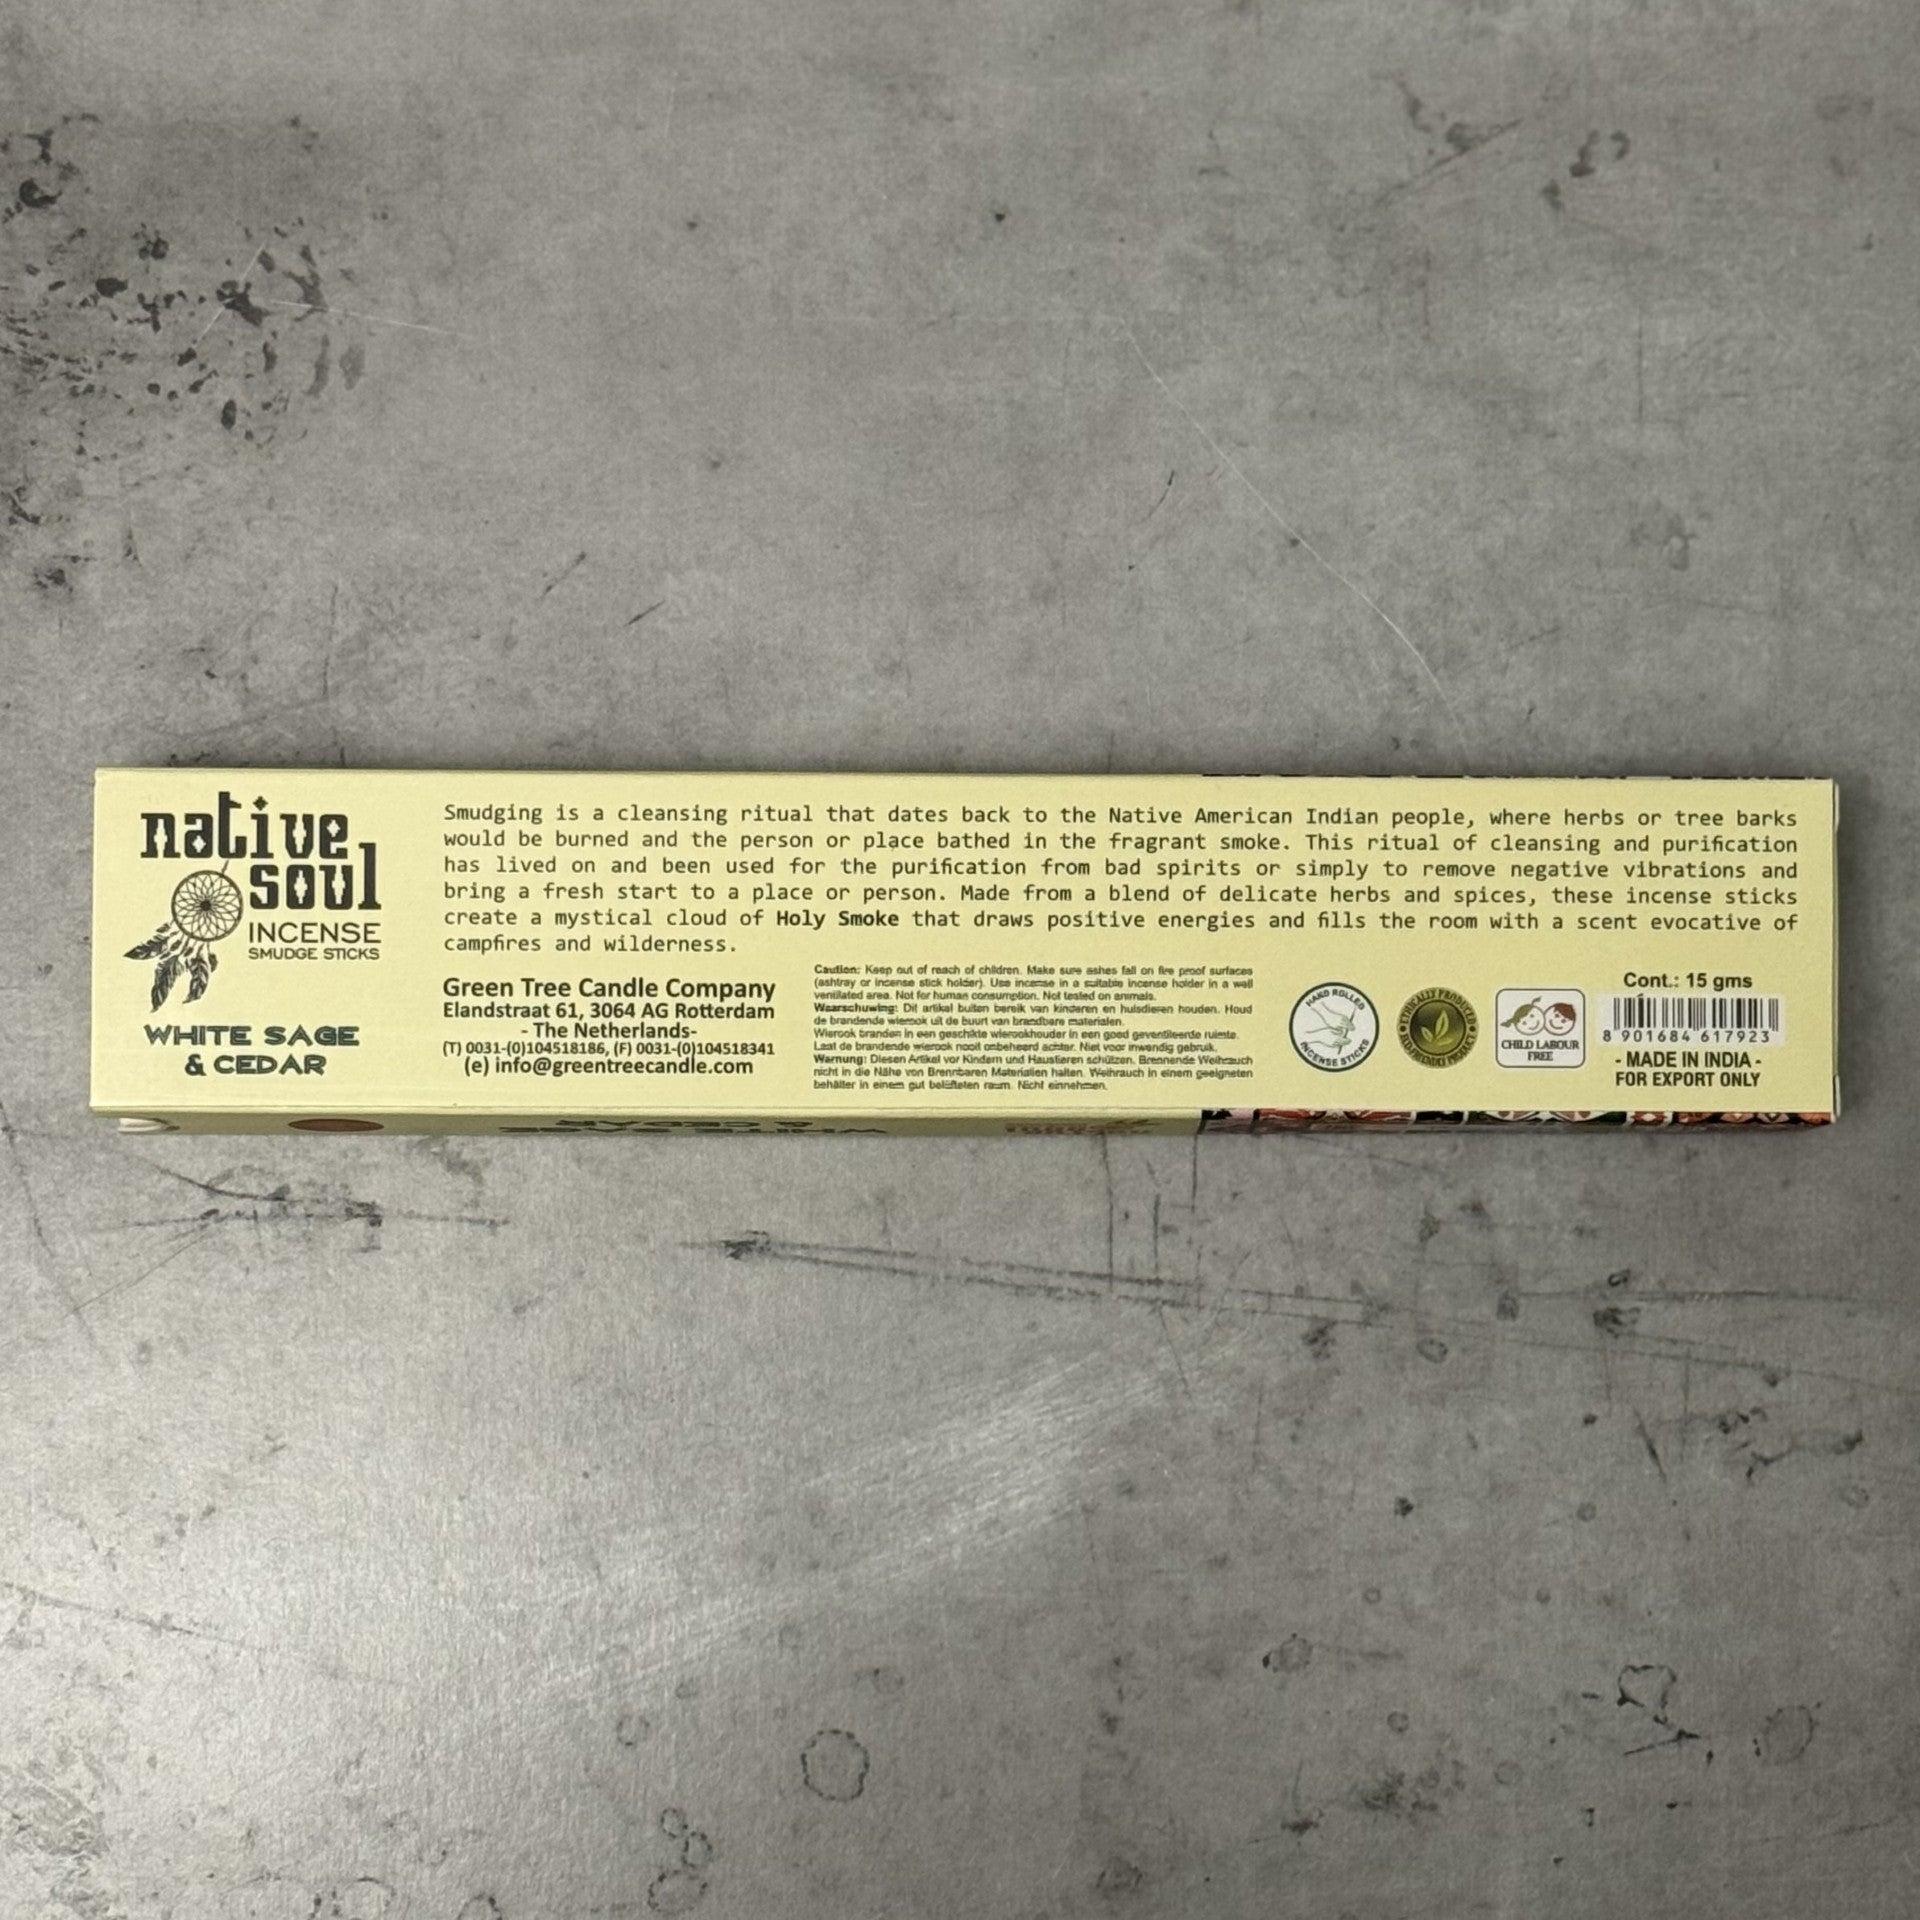 native
soul
INCENSE
SMUDGE STICKS
WHITE SAGE
& CEDAR
Smudging is a cleansing ritual that dates back to the Native American Indian people, where herbs or tree barks
would be burned and the person or place bathed in the fragrant smoke. This ritual of cleansing and purification
has lived on and been used for the purification from bad spirits or simply to remove negative vibrations and
bring a fresh start to a place or person. Made from a blend of delicate herbs and spices, these incense sticks
create a mystical cloud of Holy Smoke that draws positive energies and fills the room with a scent evocative of
campfires and wilderness.
Green Tree Candle Company
Elandstraat 61, 3064 AG Rotterdam
- The Netherlands-
(T) 0031-(0)104518186, (F) 0031-(0)104518341
(e) info@greentreecandle.com
Caution: Keep out of reach of children. Make sure ashes fall on fire proof surfaces
(ashtray or incense stick holder). Use incense in a suitable incense holder in a well
ventilated area. Not for human consumption. Not tested on animals.
Waarschuwing: Dit artikel buiten bereik van kinderen en huisdieren houden. Houd
de brandende wierook uit de buurt van brandbare materialen.
Wierook branden in een geschikte wierookhouder in een goed geventileerde ruimte.
Laat de brandende wierook nooit onbeheerd achter. Niet voor inwendig gebruik.
Warnung: Diesen Artikel vor Kindern und Haustieren schützen. Brennende Weihrauch
nicht in die Nähe von Brennbaren Materialien halten. Weihrauch in einem geeigneten
behälter in einem gut belüfteten raum. Nicht einnehmen.
HAND ROLLED
INCENSE STICKS
ETHICALLY PRODUCED
ECO-FRIENDLY PRODUCT
CHILD LABOUR
FREE
Cont.: 15 gms
8 901684 617923
- MADE IN INDIA -
FOR EXPORT ONLY
WHITE SAGE
& CEDAR